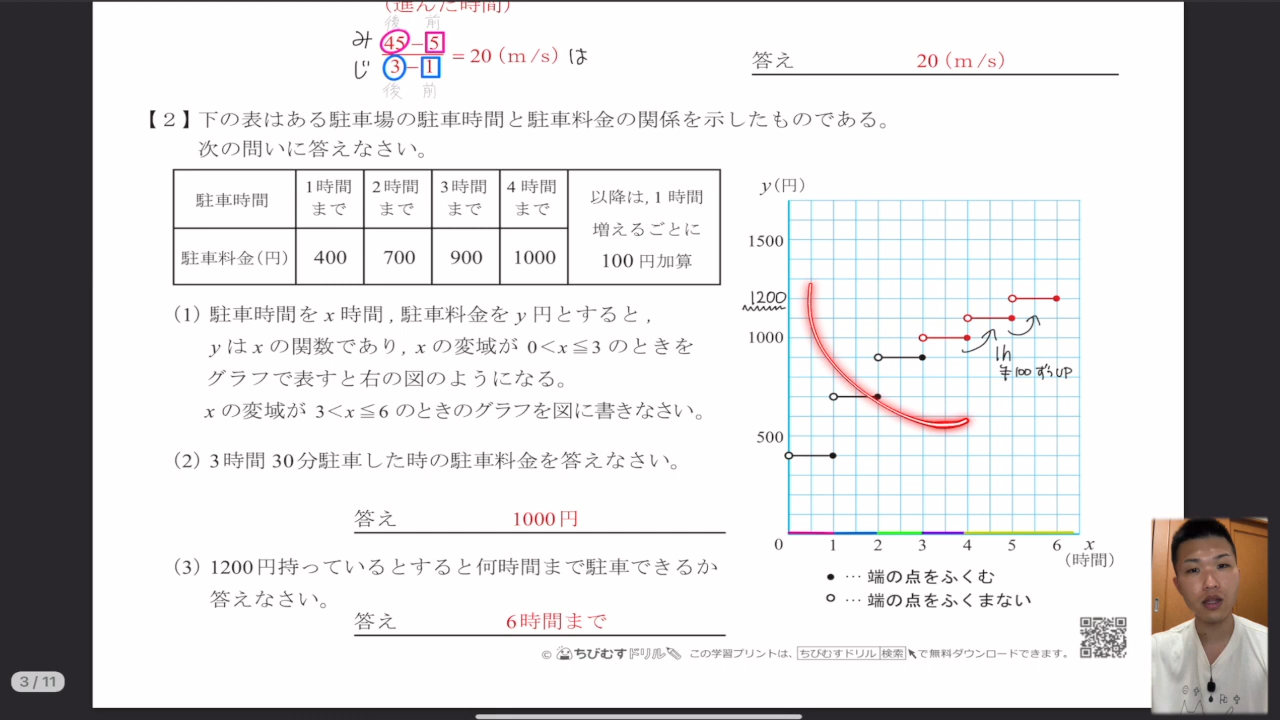 (進んだ時間)
後 前
み 45−5
じ 3−1 = 20 (m/s) は
後 前
答え 20 (m/s)
【2】下の表はある駐車場の駐車時間と駐車料金の関係を示したものである。
次の問いに答えなさい。
駐車時間 1時間まで 2時間まで 3時間まで 4時間まで 以降は, 1時間増えるごとに100円加算
駐車料金(円) 400 700 900 1000
(1) 駐車時間を x 時間, 駐車料金を y 円とすると,
y は x の関数であり, x の変域が 0<x≦3 のときを
グラフで表すと右の図のようになる。
x の変域が 3<x≦6 のときのグラフを図に書きなさい。
(2) 3時間30分駐車した時の駐車料金を答えなさい。
答え 1000円
(3) 1200円持っているとすると何時間まで駐車できるか
答えなさい。
答え 6時間まで
y(円)
1500
1200
1000
500
1h
¥100ずつUP
0 1 2 3 4 5 6 x
(時間)
● … 端の点をふくむ
○ … 端の点をふくまない
© ちびむすドリル この学習プリントは、ちびむすドリル 検索 で無料ダウンロードできます。
3 / 11